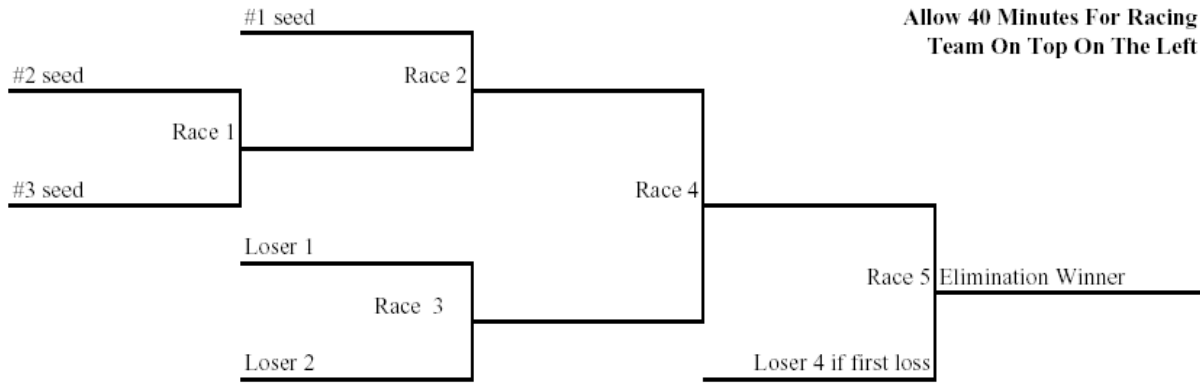 #1 seed
Allow 40 Minutes For Racing
Team On Top On The Left
#2 seed
Race 2
Race 1
#3 seed
Race 4
Loser 1
Race 5
Elimination Winner
Race 3
Loser 2
Loser 4 if first loss